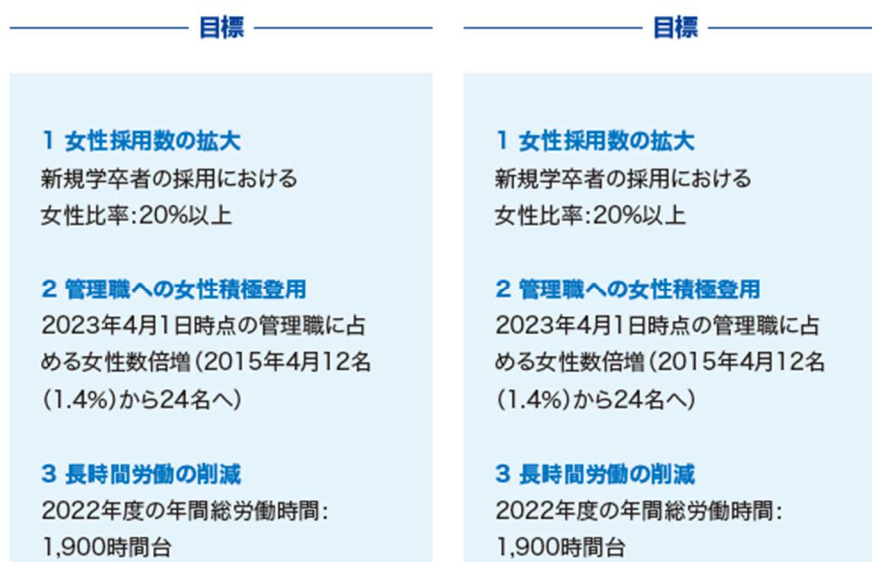 目標
1 女性採用数の拡大
新規学卒者の採用における
女性比率:20%以上
2 管理職への女性積極登用
2023年4月1日時点の管理職に占
める女性数倍増(2015年4月12名
(1.4%)から24名へ)
3 長時間労働の削減
2022年度の年間総労働時間:
1,900時間台
目標
1 女性採用数の拡大
新規学卒者の採用における
女性比率:20%以上
2 管理職への女性積極登用
2023年4月1日時点の管理職に占
める女性数倍増(2015年4月12名
(1.4%)から24名へ)
3 長時間労働の削減
2022年度の年間総労働時間:
1,900時間台